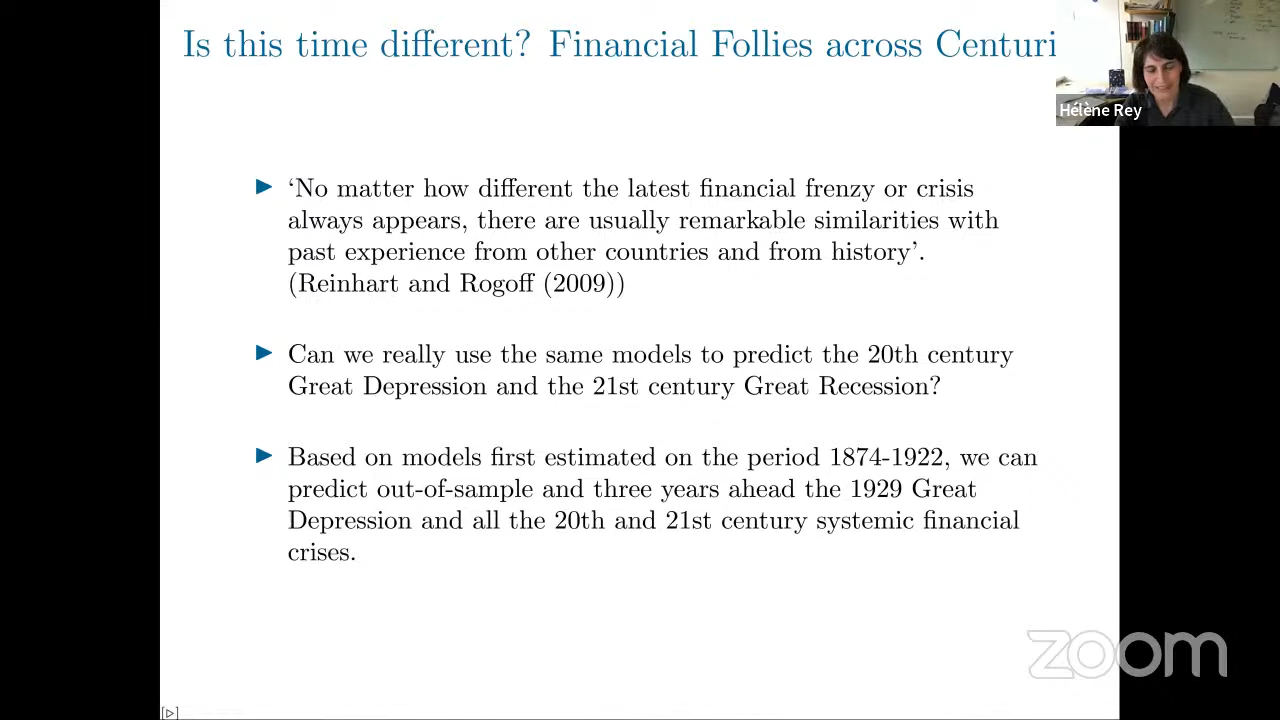 Is this time different? Financial Follies across Centuri
Hélène Rey
‘No matter how different the latest financial frenzy or crisis
always appears, there are usually remarkable similarities with
past experience from other countries and from history’.
(Reinhart and Rogoff (2009))
Can we really use the same models to predict the 20th century
Great Depression and the 21st century Great Recession?
Based on models first estimated on the period 1874-1922, we can
predict out-of-sample and three years ahead the 1929 Great
Depression and all the 20th and 21st century systemic financial
crises.
zoom